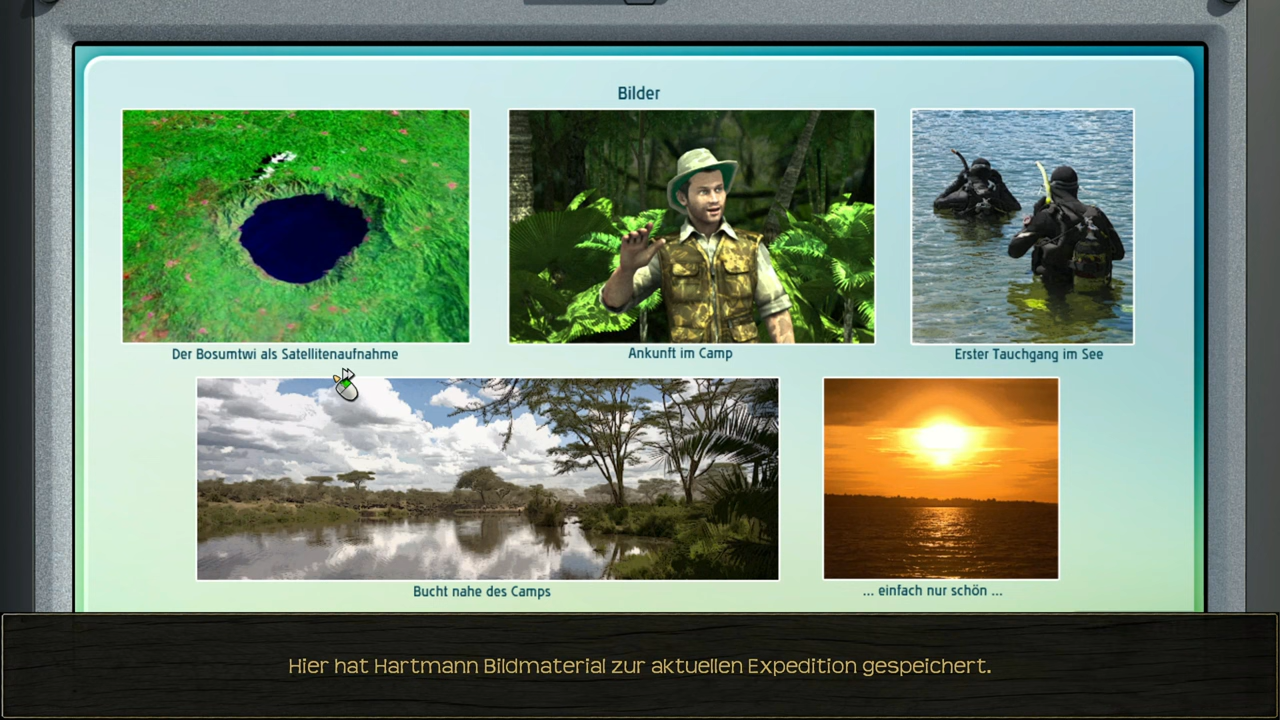 Bilder
Der Bosumtwi als Satellitenaufnahme
Ankunft im Camp
Erster Tauchgang im See
Bucht nahe des Camps
... einfach nur schön ...
Hier hat Hartmann Bildmaterial zur aktuellen Expedition gespeichert.